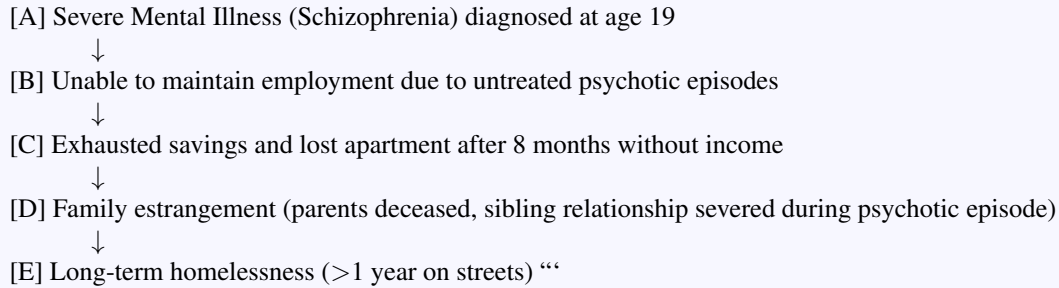 [A] Severe Mental Illness (Schizophrenia) diagnosed at age 19
↓
[B] Unable to maintain employment due to untreated psychotic episodes
↓
[C] Exhausted savings and lost apartment after 8 months without income
↓
[D] Family estrangement (parents deceased, sibling relationship severed during psychotic episode)
↓
[E] Long-term homelessness (>1 year on streets) “‘